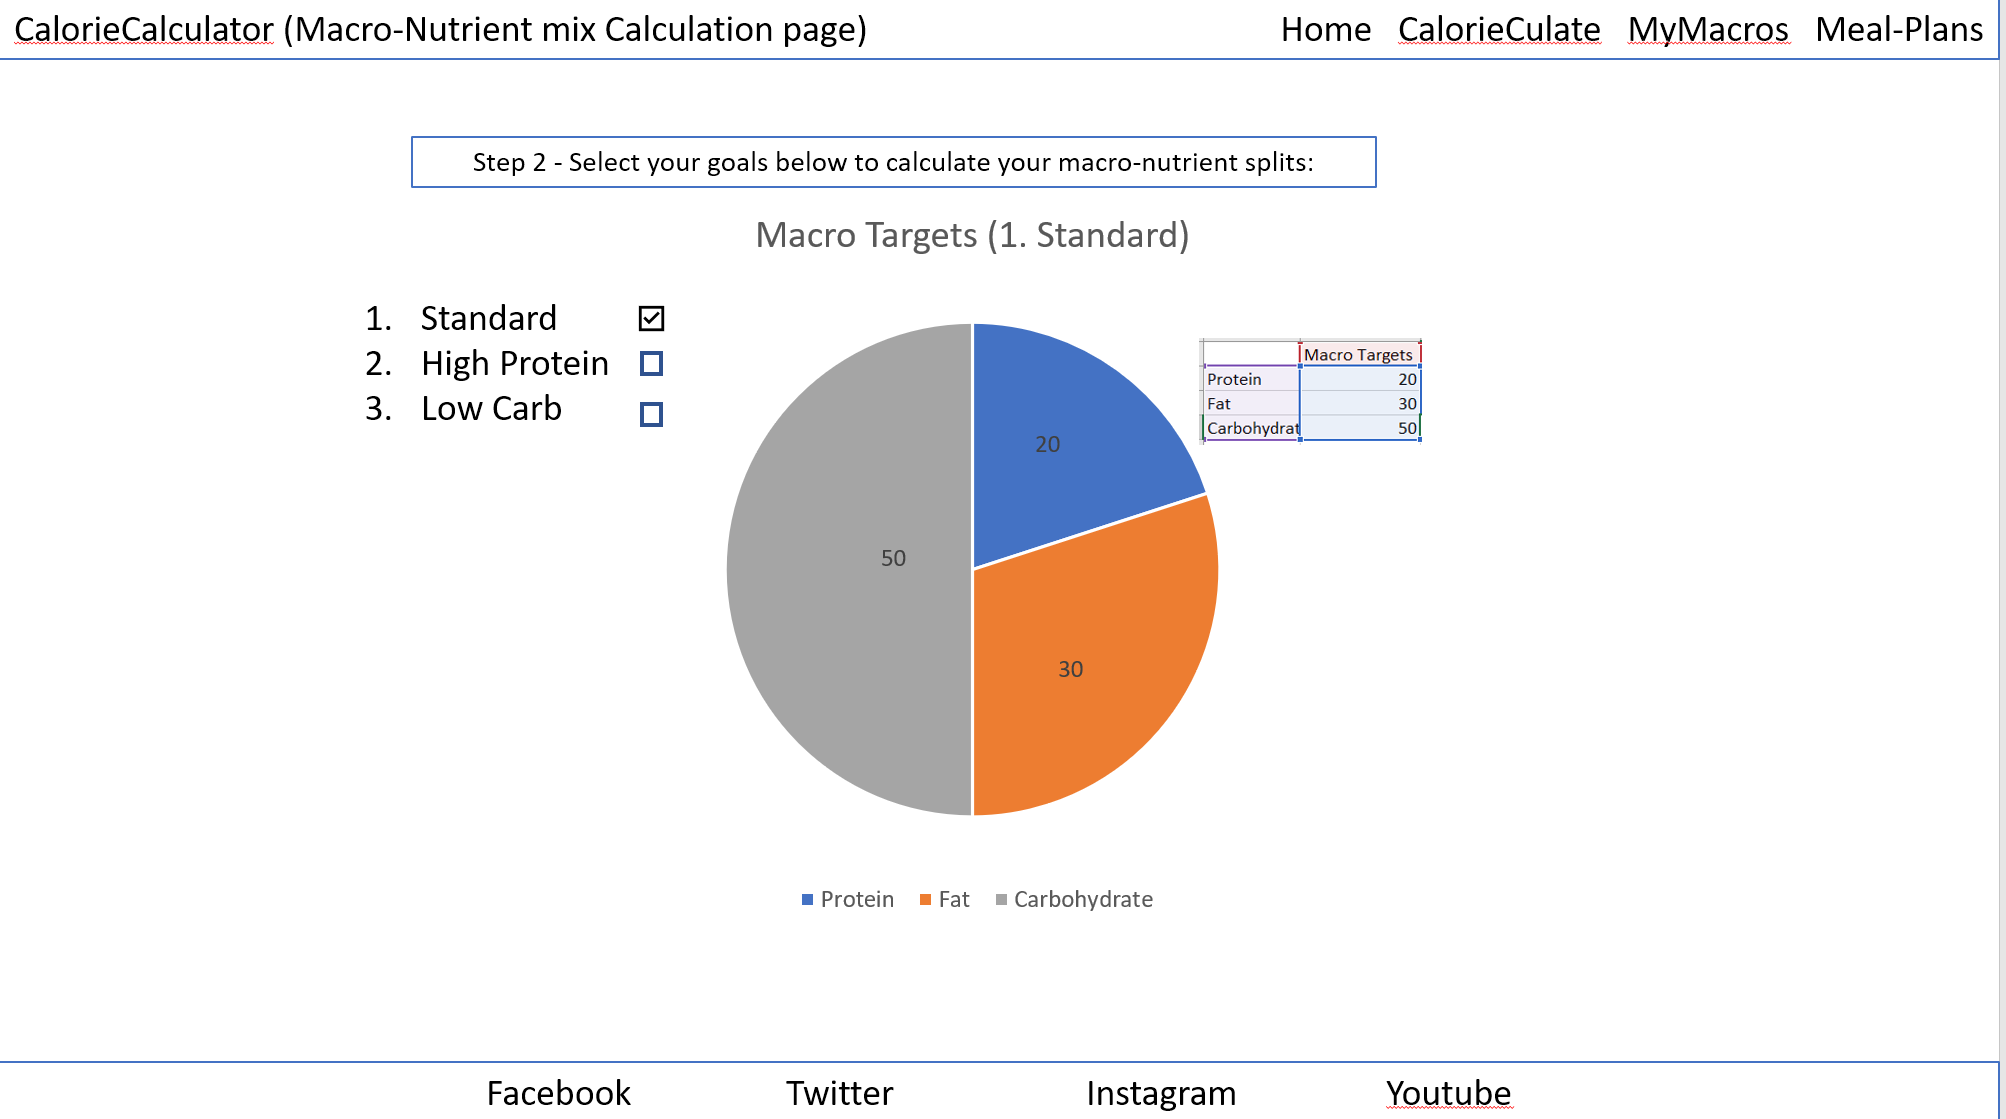 CalorieCalculator (Macro-Nutrient mix Calculation page) Home CalorieCulate MyMacros Meal-Plans
Step 2 - Select your goals below to calculate your macro-nutrient splits:
Macro Targets (1. Standard)
1. Standard
2. High Protein
3. Low Carb
Macro Targets
Protein 20
Fat 30
Carbohydrat 50
20
50
30
Protein Fat Carbohydrate
Facebook Twitter Instagram Youtube